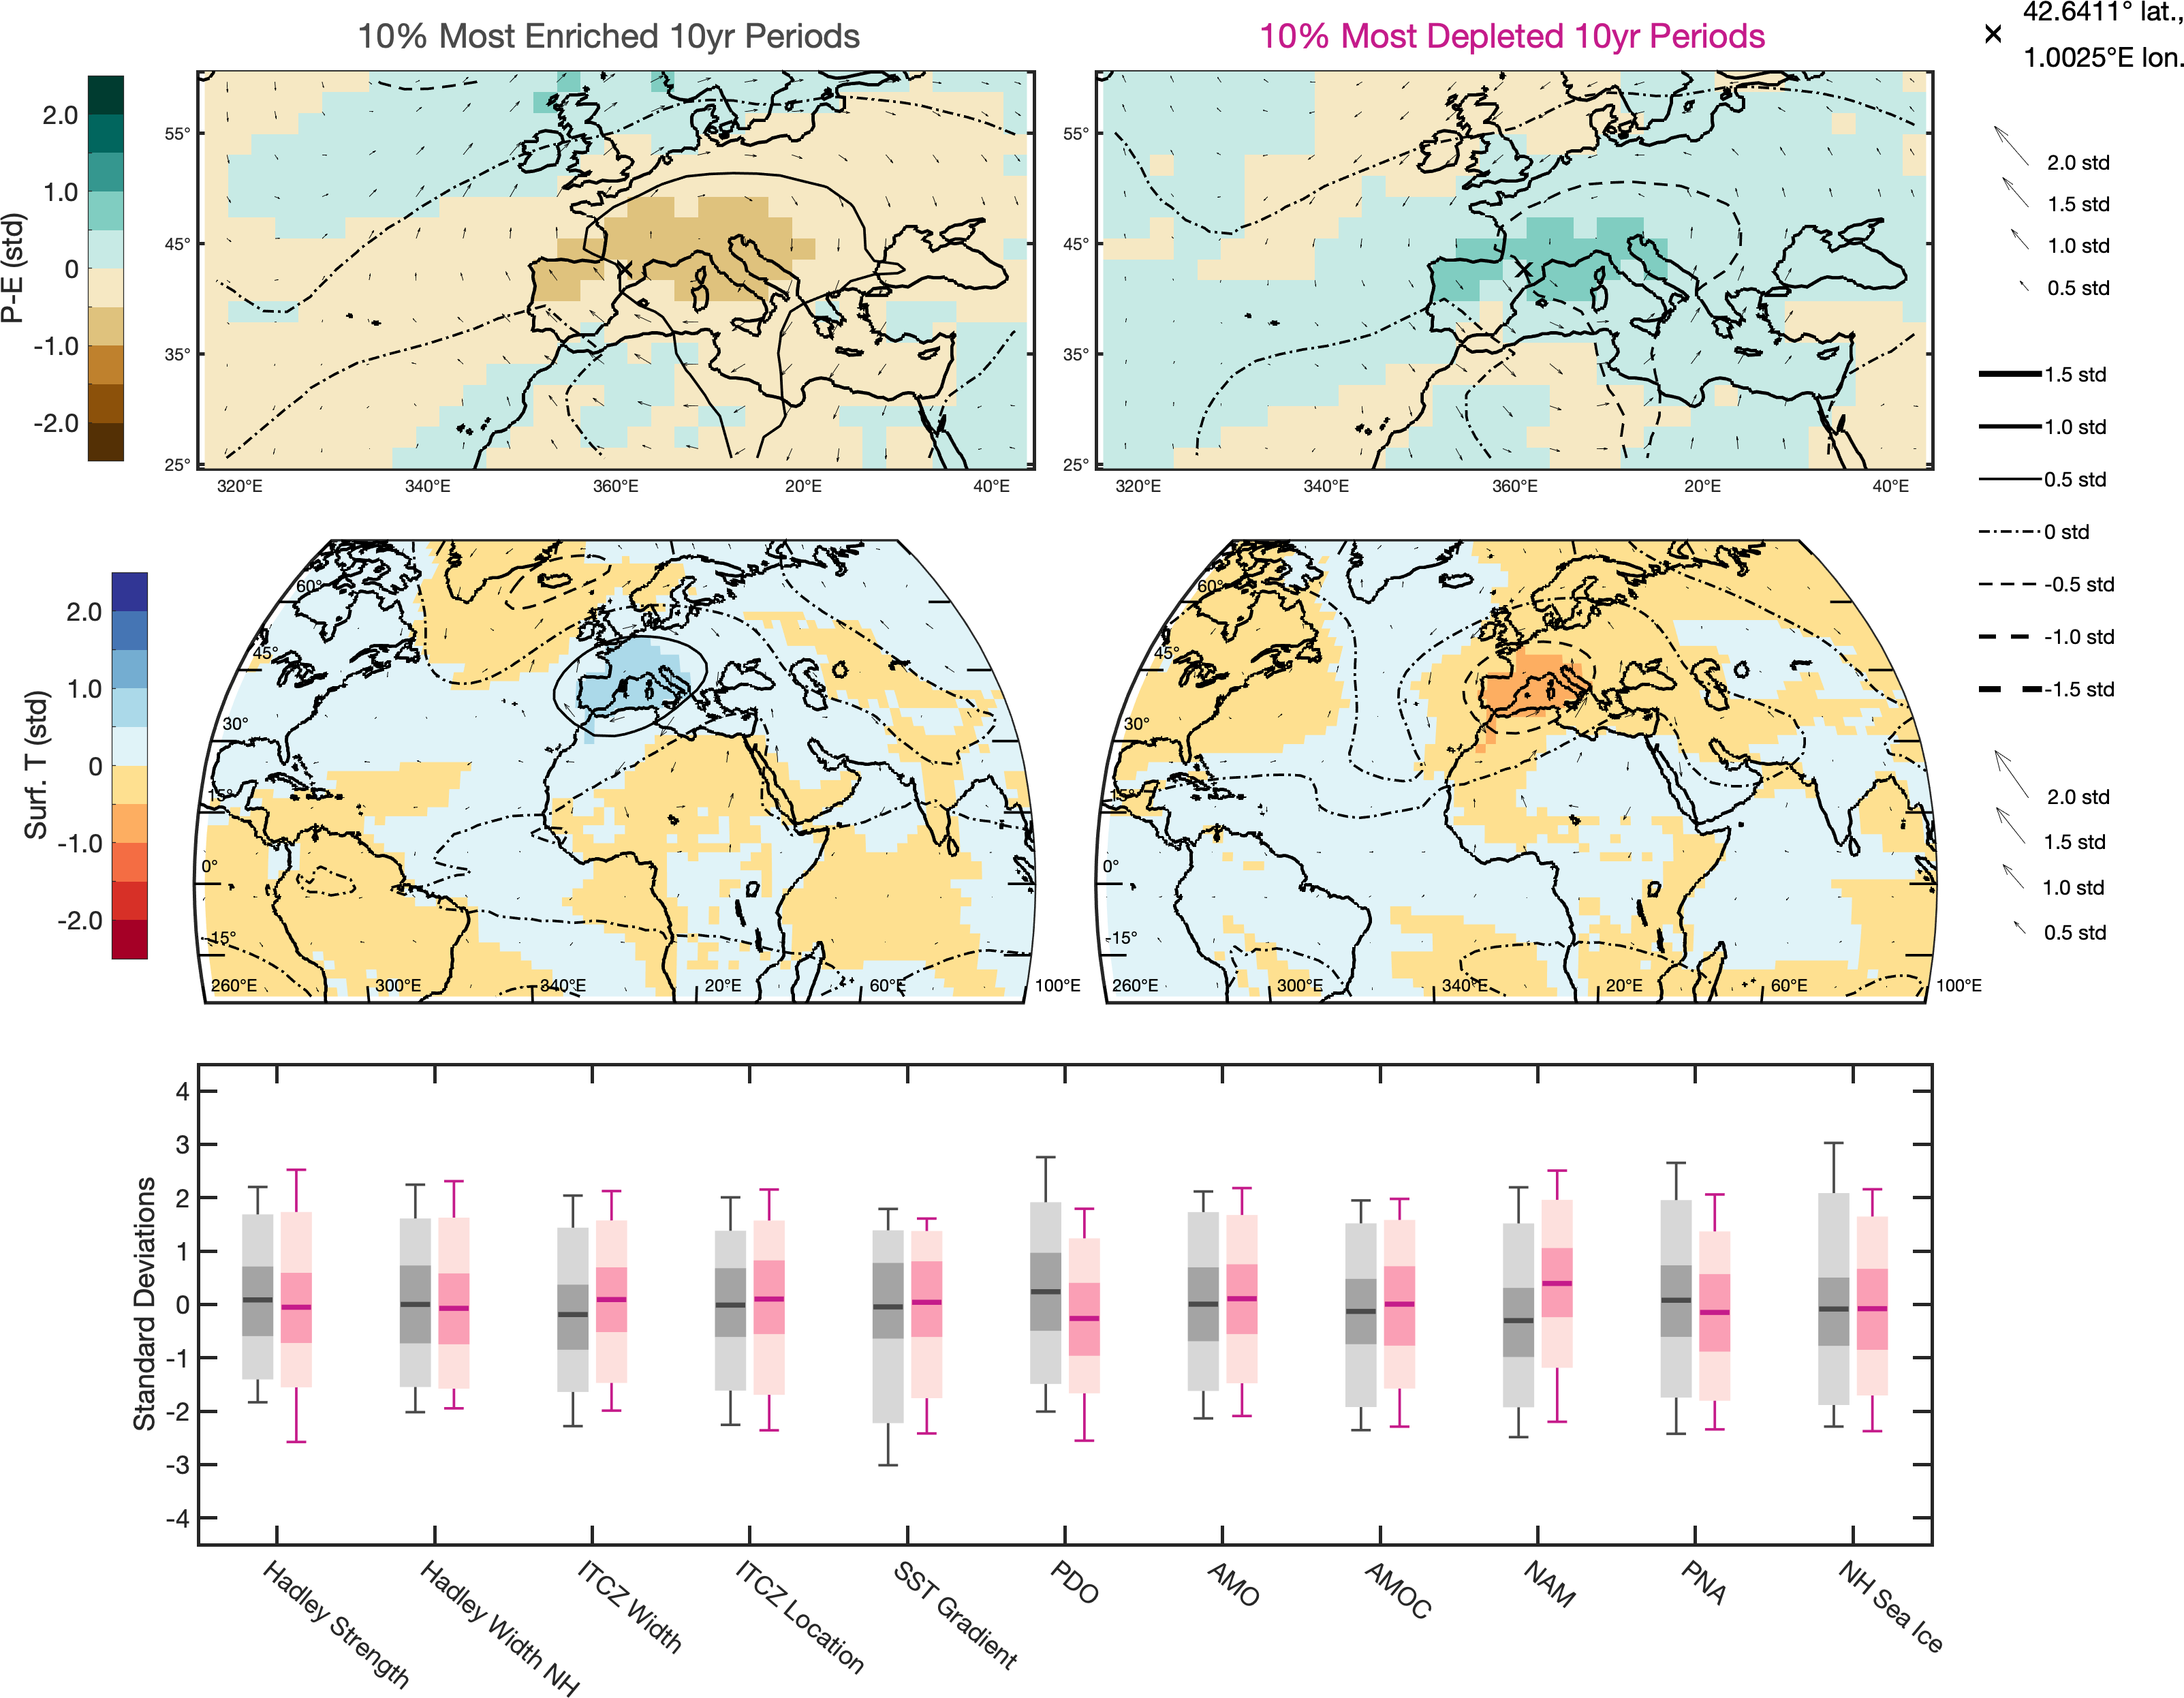 10% Most Enriched 10yr Periods
10% Most Depleted 10yr Periods
42.6411° lat.,
1.0025°E lon.
P-E (std)
2.0
1.0
0
-1.0
-2.0
55°
45°
35°
25°
320°E 340°E 360°E 20°E 40°E
55°
45°
35°
25°
320°E 340°E 360°E 20°E 40°E
2.0 std
1.5 std
1.0 std
0.5 std
1.5 std
1.0 std
0.5 std
0 std
-0.5 std
-1.0 std
-1.5 std
2.0 std
1.5 std
1.0 std
0.5 std
Surf. T (std)
2.0
1.0
0
-1.0
-2.0
60°
45°
30°
15°
0°
-15°
260°E 300°E 340°E 20°E 60°E 100°E
60°
45°
30°
15°
0°
-15°
260°E 300°E 340°E 20°E 60°E 100°E
Standard Deviations
4
3
2
1
0
-1
-2
-3
-4
Hadley Strength
Hadley Width NH
ITCZ Width
ITCZ Location
SST Gradient
PDO
AMO
AMOC
NAM
PNA
NH Sea Ice